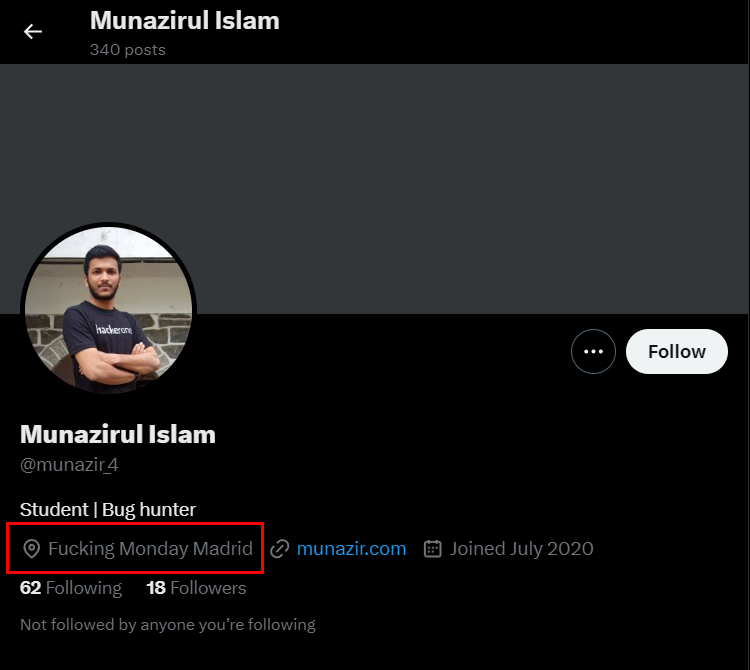 Munazirul Islam
340 posts
hackerone
Follow
Munazirul Islam
@munazir_4
Student | Bug hunter
Fucking Monday Madrid munazir.com Joined July 2020
62 Following 18 Followers
Not followed by anyone you’re following